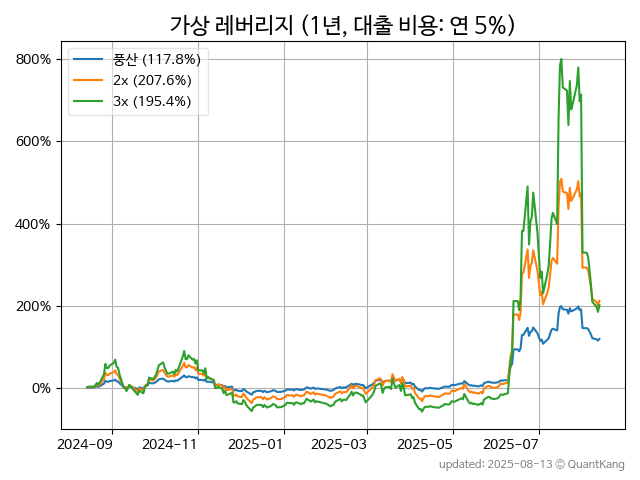 가상 레버리지 (1년, 대출 비용: 연 5%)
풍산 (117.8%)
2x (207.6%)
3x (195.4%)
800%
600%
400%
200%
0%
2024-09 2024-11 2025-01 2025-03 2025-05 2025-07
updated: 2025-08-13 ⓒ QuantKang